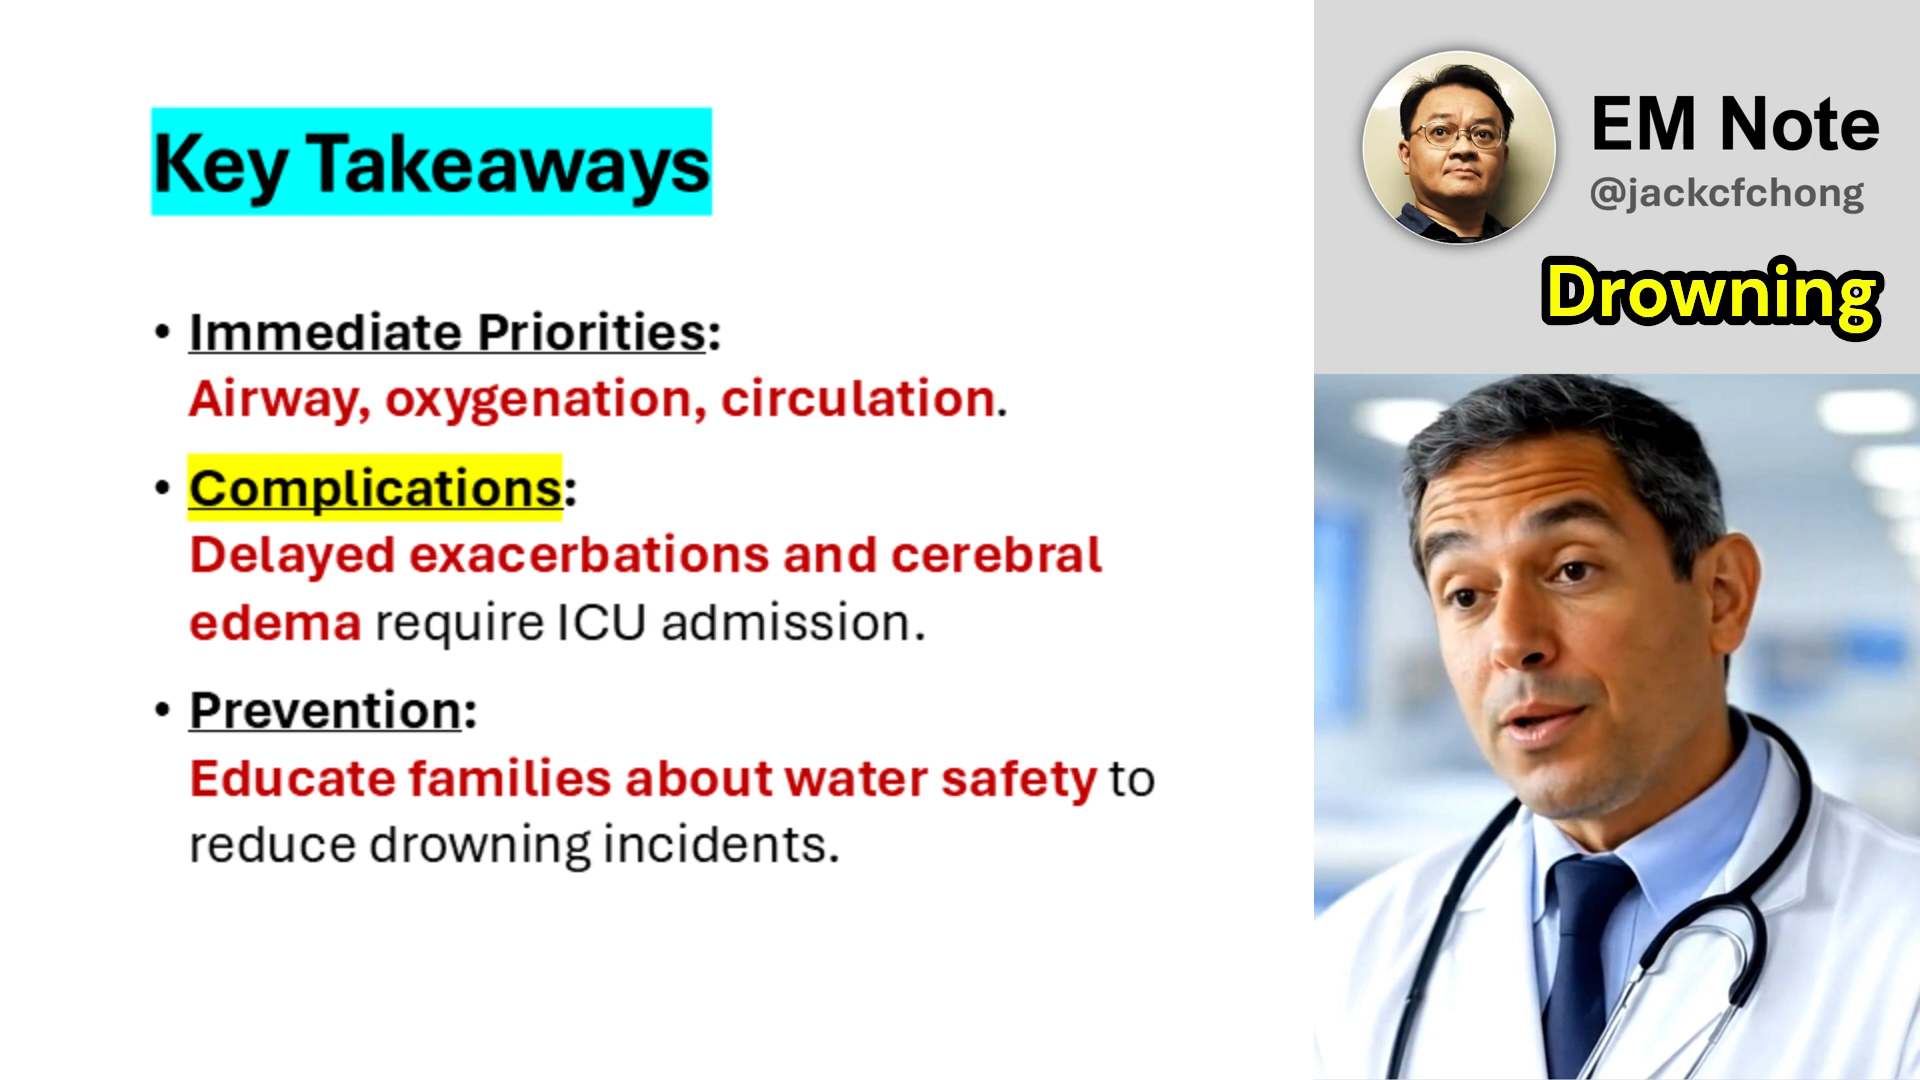 Key Takeaways
• Immediate Priorities:
Airway, oxygenation, circulation.
• Complications:
Delayed exacerbations and cerebral
edema require ICU admission.
• Prevention:
Educate families about water safety to
reduce drowning incidents.
EM Note
@jackcfchong
Drowning